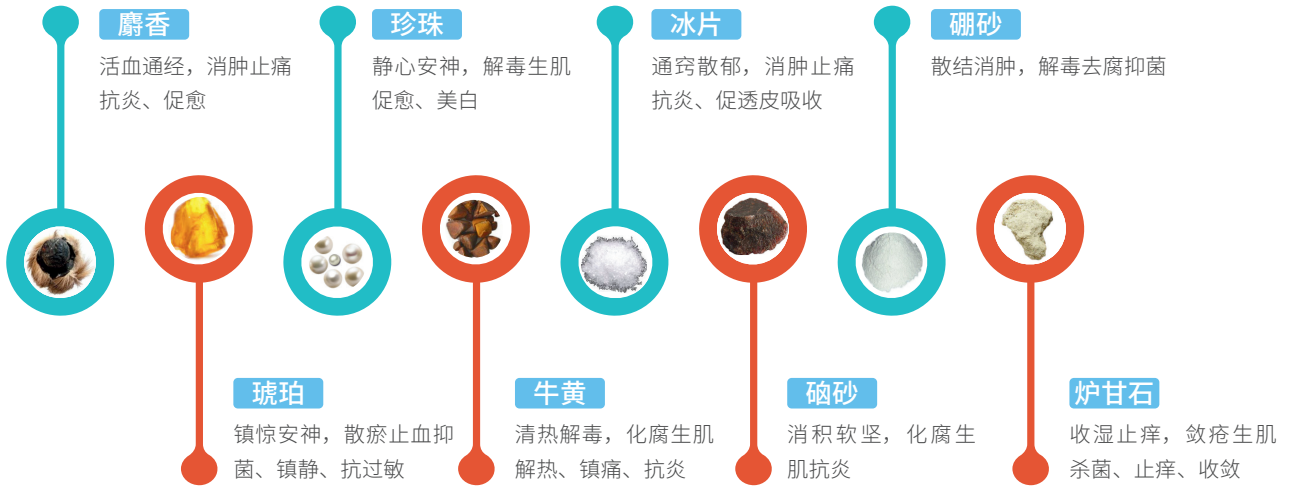 麝香
活血通经，消肿止痛
抗炎、促愈
珍珠
静心安神，解毒生肌
促愈、美白
冰片
通窍散郁，消肿止痛
抗炎、促透皮吸收
硼砂
散结消肿，解毒去腐抑菌
琥珀
镇惊安神，散瘀止血抑
菌、镇静、抗过敏
牛黄
清热解毒，化腐生肌
解热、镇痛、抗炎
硇砂
消积软坚，化腐生
肌抗炎
炉甘石
收湿止痒，敛疮生肌
杀菌、止痒、收敛